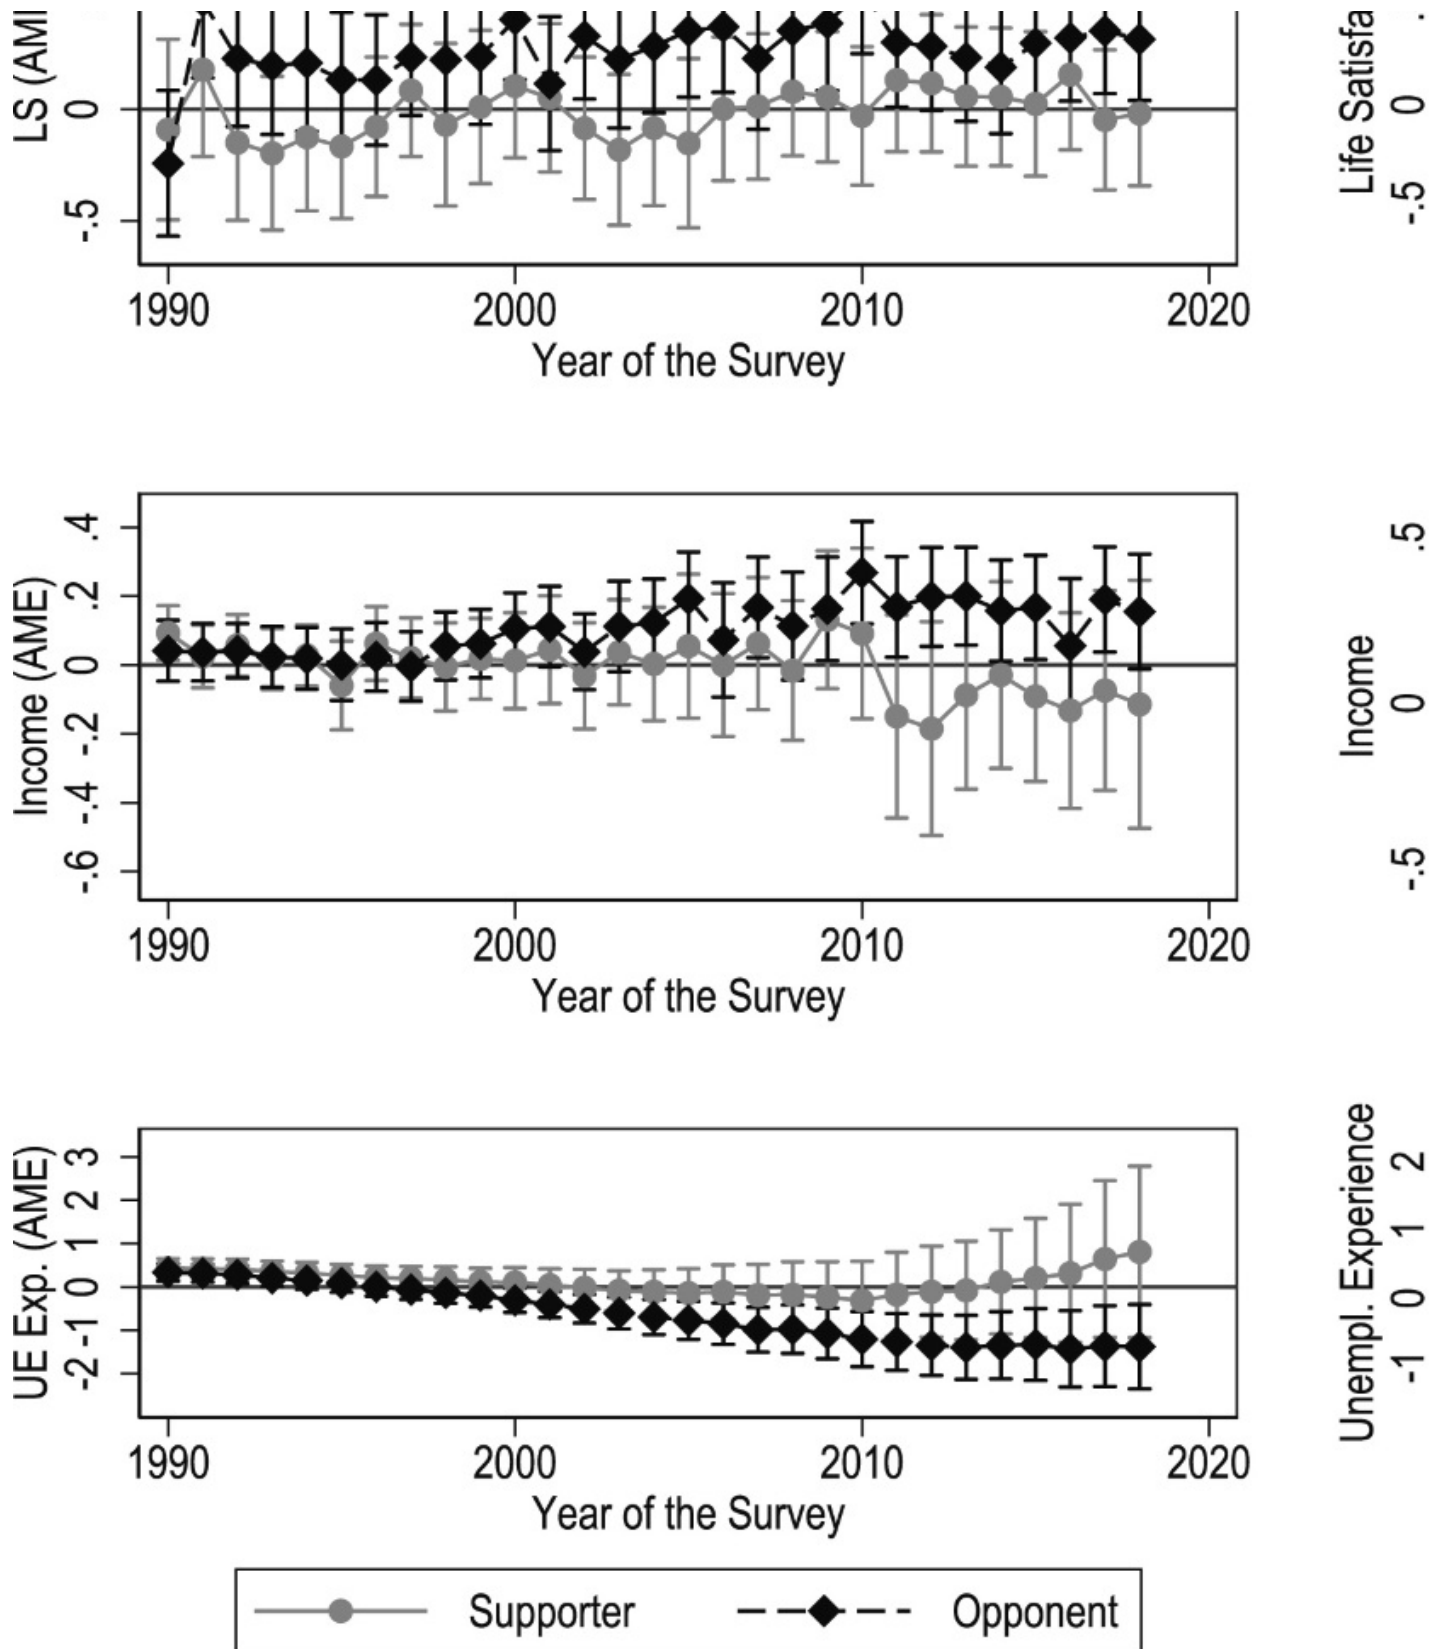 LS (AM
0
-.5
1990 2000 2010 2020
Year of the Survey
Life Satisfa
0
-.5
Income (AME)
.4
.2
0
-.2
-.4
-.6
1990 2000 2010 2020
Year of the Survey
Income
.5
0
-.5
UE Exp. (AME)
3
2
1
0
-1
-2
1990 2000 2010 2020
Year of the Survey
Unempl. Experience
2
1
0
-1
Supporter Opponent